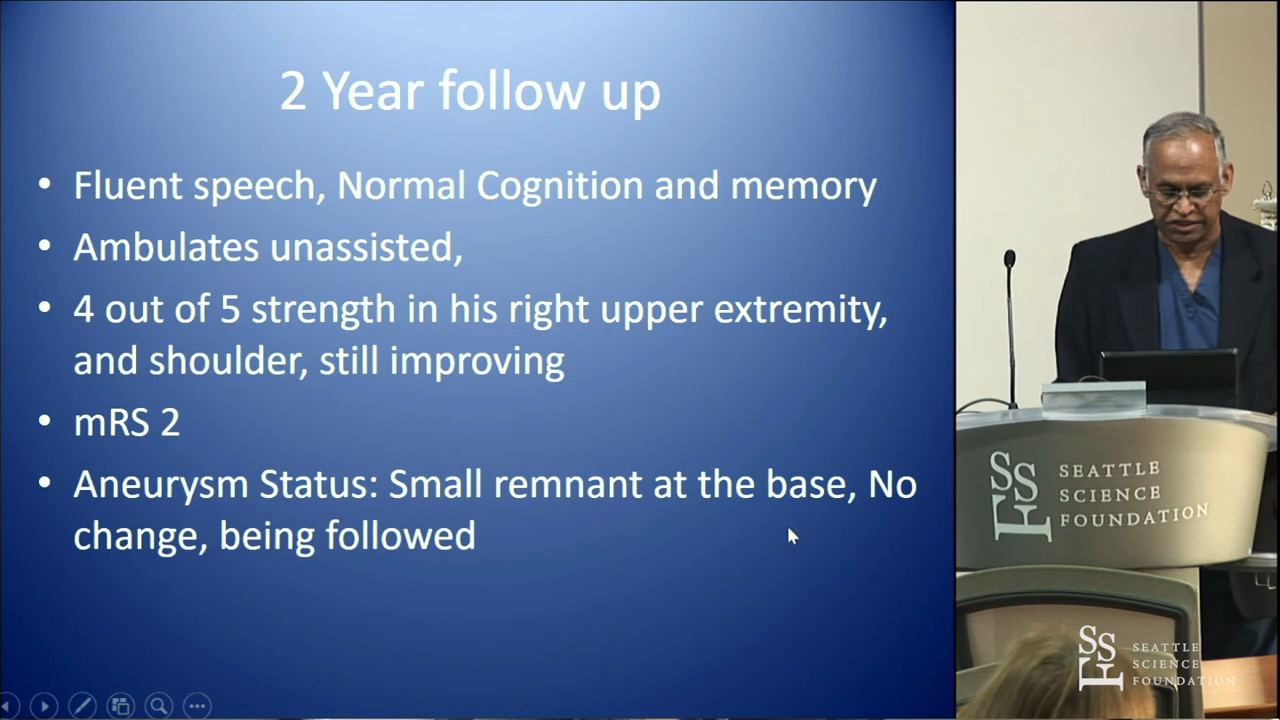 2 Year follow up
• Fluent speech, Normal Cognition and memory
• Ambulates unassisted,
• 4 out of 5 strength in his right upper extremity,
and shoulder, still improving
• mRS 2
• Aneurysm Status: Small remnant at the base, No
change, being followed
SSF
SEATTLE
SCIENCE
FOUNDATION
SSF
SEATTLE
SCIENCE
FOUNDATION